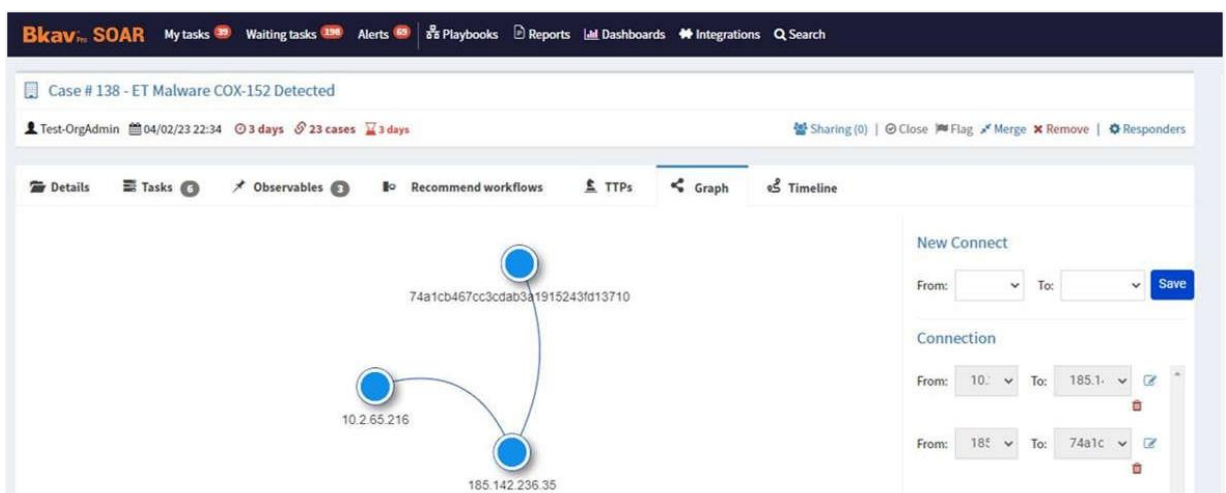 Bkav Pro SOAR My tasks 39 Waiting tasks 198 Alerts 69 Playbooks Reports Dashboards Integrations Search
Case # 138 - ET Malware COX-152 Detected
Test-OrgAdmin 04/02/23 22:34 3 days 23 cases 3 days Sharing (0) | Close Flag Merge Remove | Responders
Details Tasks 6 Observables 3 Recommend workflows TTPs Graph Timeline
New Connect
From: To: Save
74a1cb467cc3cdab3a1915243fd13710
Connection
From: 10.: To: 185.1
10.2.65.216
From: 185 To: 74a1c
185.142.236.35